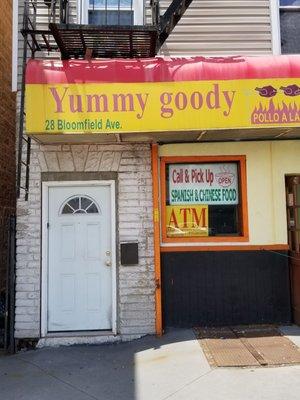 Yummy goody
28 Bloomfield Ave.
POLLO A LA
Call & Pick Up
OPEN
SPANISH & CHINESE FOOD
ATM